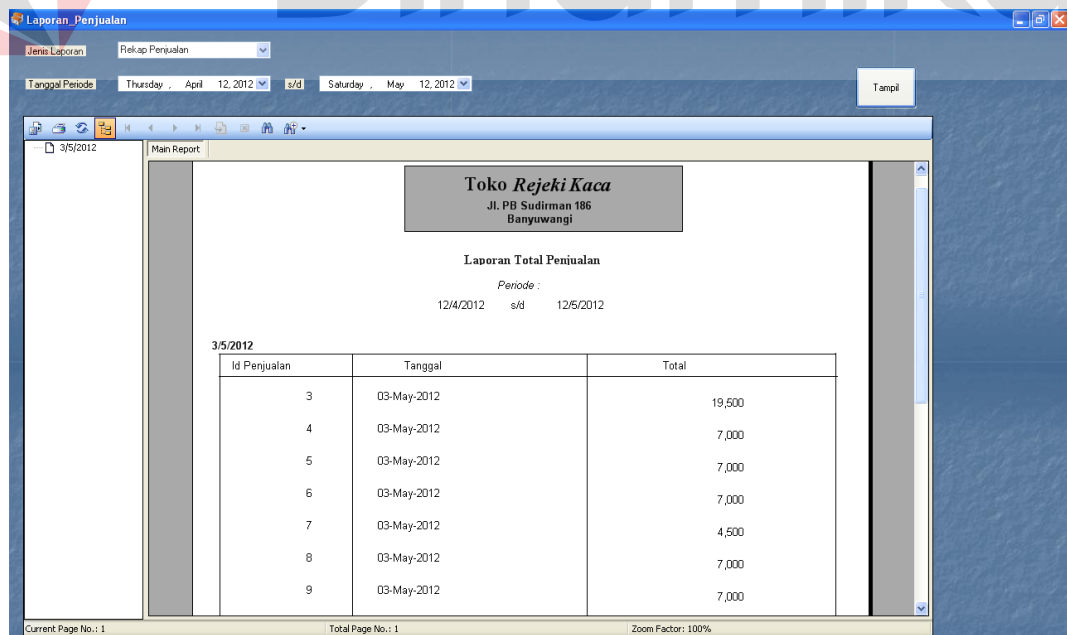 Laporan_Penjualan
Jenis Laporan Rekap Penjualan
Tanggal Periode Thursday , April 12, 2012 s/d Saturday , May 12, 2012
Tampil
3/5/2012
Main Report
Toko Rejeki Kaca
Jl. PB Sudirman 186
Banyuwangi
Laporan Total Penjualan
Periode :
12/4/2012 s/d 12/5/2012
3/5/2012
Id Penjualan Tanggal Total
3 03-May-2012 19,500
4 03-May-2012 7,000
5 03-May-2012 7,000
6 03-May-2012 7,000
7 03-May-2012 4,500
8 03-May-2012 7,000
9 03-May-2012 7,000
Current Page No.: 1 Total Page No.: 1 Zoom Factor: 100%